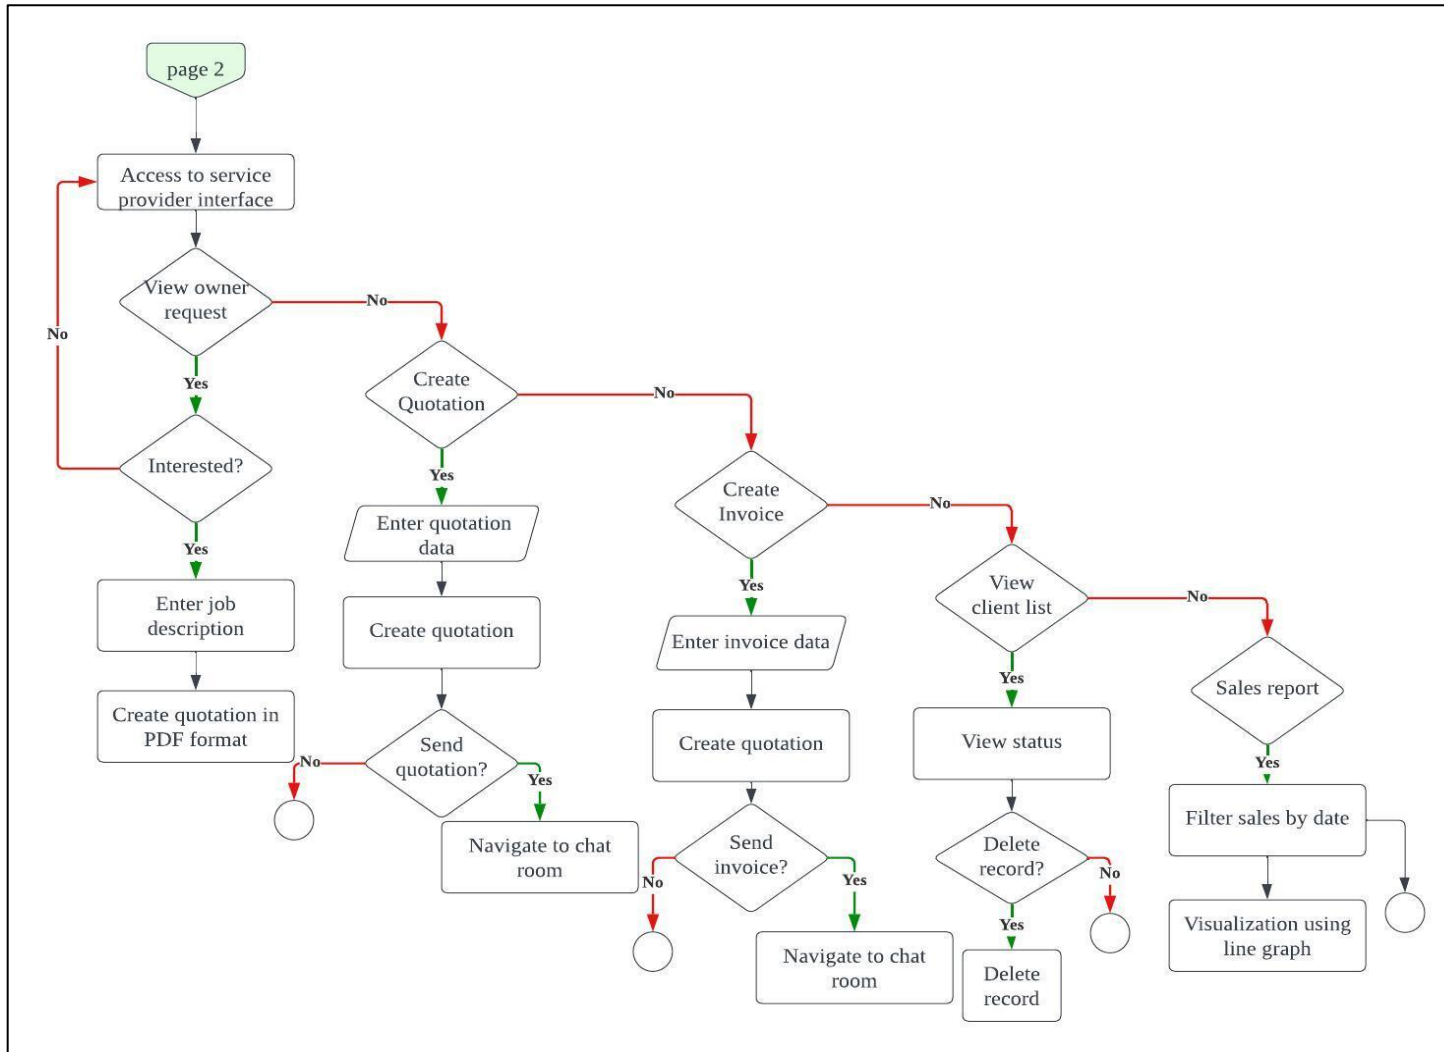 page 2
Access to service
provider interface
View owner
request
No
No
Yes
Create
Quotation
No
Interested?
Yes
Create
Invoice
No
Yes
Enter quotation
data
Yes
Enter job
description
Create quotation
View
client list
No
Enter invoice data
Yes
Create quotation in
PDF format
Sales report
Send
quotation?
No
Yes
Create quotation
View status
Yes
Navigate to chat
room
Send
invoice?
No
Yes
Delete
record?
No
Yes
Filter sales by date
Navigate to chat
room
Delete
record
Visualization using
line graph